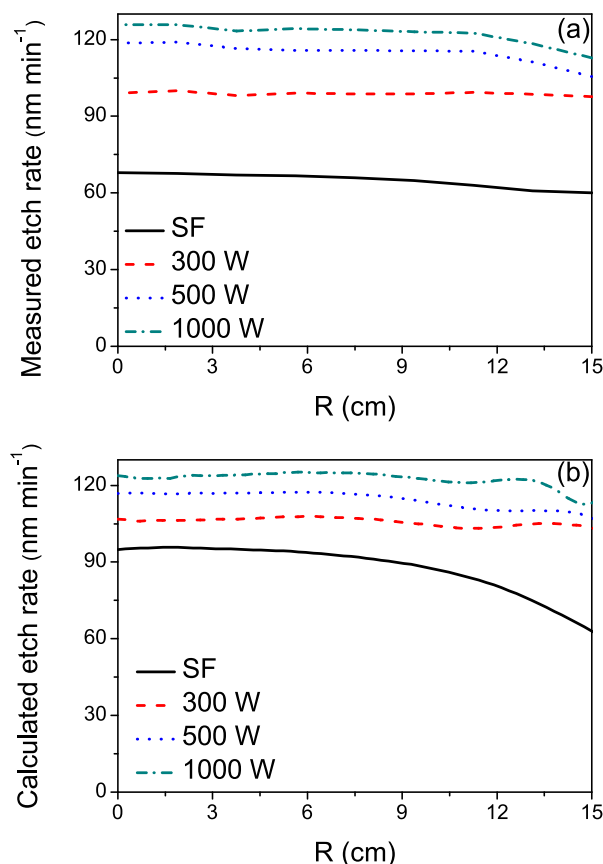 (a)
Measured etch rate (nm min⁻¹)
120
90
60
30
0
SF
300 W
500 W
1000 W
0 3 6 9 12 15
R (cm)
(b)
Calculated etch rate (nm min⁻¹)
120
90
60
30
0
SF
300 W
500 W
1000 W
0 3 6 9 12 15
R (cm)